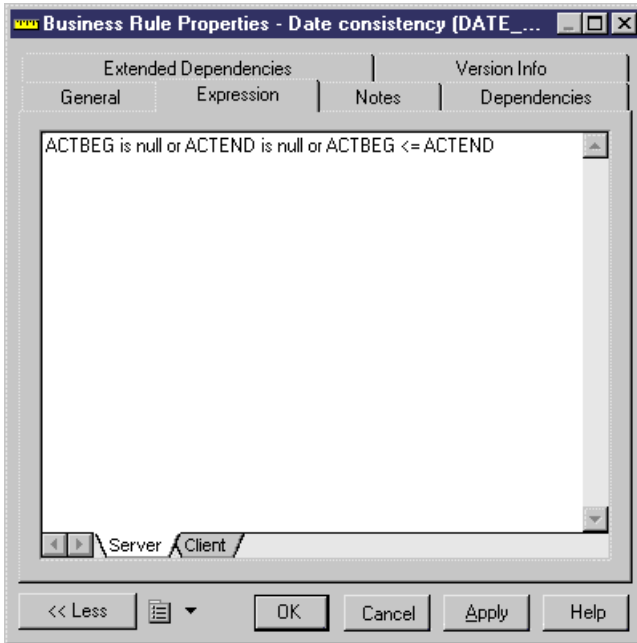 Business Rule Properties - Date consistency (DATE_...
Extended Dependencies Version Info
General Expression Notes Dependencies
ACTBEG is null or ACTEND is null or ACTBEG <= ACTEND
Server Client
<< Less OK Cancel Apply Help